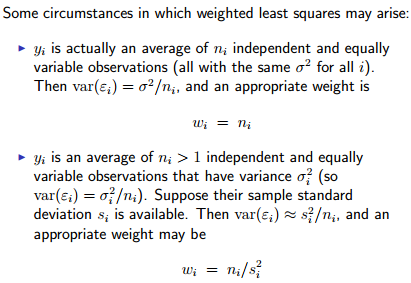 Some circumstances in which weighted least squares may arise:
▶ yᵢ is actually an average of nᵢ independent and equally
variable observations (all with the same σ² for all i).
Then var(εᵢ) = σ²/nᵢ, and an appropriate weight is
wᵢ = nᵢ
▶ yᵢ is an average of nᵢ > 1 independent and equally
variable observations that have variance σᵢ² (so
var(εᵢ) = σᵢ²/nᵢ). Suppose their sample standard
deviation sᵢ is available. Then var(εᵢ) ≈ sᵢ²/nᵢ, and an
appropriate weight may be
wᵢ = nᵢ/sᵢ²